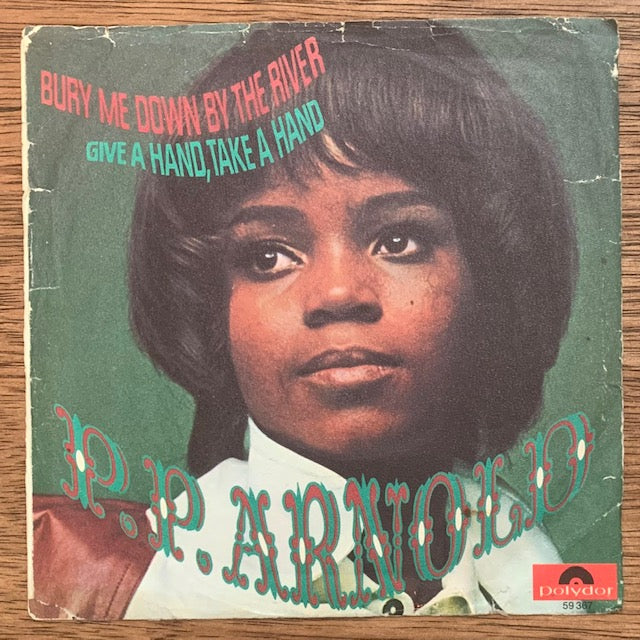 BURY ME DOWN BY THE RIVER
GIVE A HAND, TAKE A HAND
P.P. ARNOLD
polydor
59 367